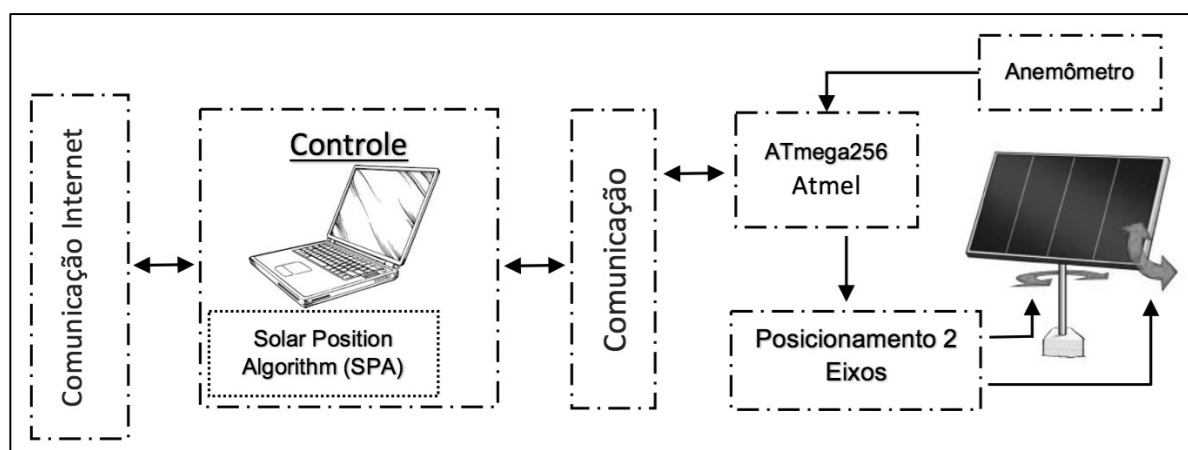 Comunicação Internet
Controle
Solar Position
Algorithm (SPA)
Comunicação
Anemômetro
ATmega256
Atmel
Posicionamento 2
Eixos